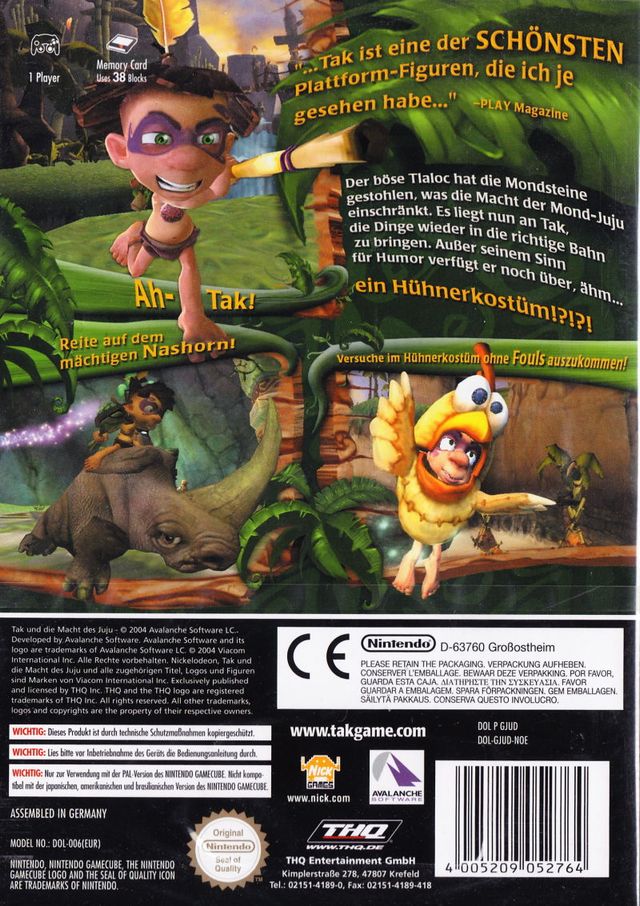 1 Player
Memory Card
Uses 38 Blocks
"...Tak ist eine der SCHÖNSTEN
Plattform-Figuren, die ich je
gesehen habe..." –PLAY Magazine
Der böse Tlaloc hat die Mondsteine
gestohlen, was die Macht der Mond-Juju
einschränkt. Es liegt nun an Tak,
die Dinge wieder in die richtige Bahn
zu bringen. Außer seinem Sinn
für Humor verfügt er noch über, ähm...
ein Hühnerkostüm!?!?!
Ah- Tak!
Reite auf dem
mächtigen Nashorn!
Versuche im Hühnerkostüm ohne Fouls auszukommen!
Tak und die Macht des Juju - © 2004 Avalanche Software LC..
Developed by Avalanche Software. Avalanche Software and its
logo are trademarks of Avalanche Software LC. © 2004 Viacom
International Inc. Alle Rechte vorbehalten. Nickelodeon, Tak und
die Macht des Juju und alle zugehörigen Titel, Logos und Figuren
sind Marken von Viacom International Inc. Exclusively published
and licensed by THQ Inc. THQ and the THQ logo are registered
trademarks of THQ Inc. All rights reserved. All other trademarks,
logos and copyrights are the property of their respective owners.
WICHTIG: Dieses Produkt ist durch technische Schutzmaßnahmen kopiergeschützt.
WICHTIG: Lies bitte vor Inbetriebnahme des Geräts die Bedienungsanleitung durch.
WICHTIG: Nur zur Verwendung mit der PAL-Version des NINTENDO GAMECUBE. Nicht kompa-
tibel mit der japanischen, amerikanischen und brasilianischen Version des NINTENDO GAMECUBE.
ASSEMBLED IN GERMANY
MODEL NO.: DOL-006(EUR)
NINTENDO, NINTENDO GAMECUBE, THE NINTENDO
GAMECUBE LOGO AND THE SEAL OF QUALITY ICON
ARE TRADEMARKS OF NINTENDO.
Original
Nintendo
Seal of
Quality
TM
CE
Nintendo® D-63760 Großostheim
PLEASE RETAIN THE PACKAGING. VERPACKUNG AUFHEBEN.
CONSERVER L'EMBALLAGE. BEWAAR DEZE VERPAKKING. POR FAVOR,
GUARDA ESTA CAJA. ΔΙΑΤΗΡΗΣΤΕ ΤΗΝ ΣΥΣΚΕΥΑΣΙΑ. FAVOR
GUARDAR A EMBALAGEM. SPARA FÖRPACKNINGEN. GEM EMBALLAGEN.
SÄILYTÄ PAKKAUS. CONSERVA QUESTO INVOLUCRO.
www.takgame.com
DOL P GJUD
DOL-GJUD-NOE
NICK
GAMES
www.nick.com
AVALANCHE
SOFTWARE
THQ
WWW.THQ.DE
THQ Entertainment GmbH
Kimplerstraße 278, 47807 Krefeld
Tel.: 02151-4189-0, Fax: 02151-4189-418
4 005209 052764